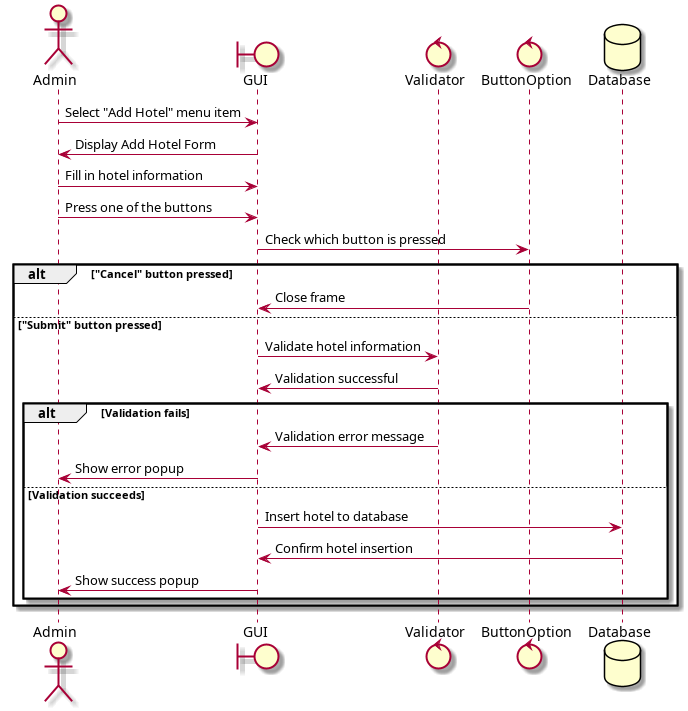 Admin GUI Validator ButtonOption Database
Select "Add Hotel" menu item
Display Add Hotel Form
Fill in hotel information
Press one of the buttons
Check which button is pressed
alt ["Cancel" button pressed]
Close frame
["Submit" button pressed]
Validate hotel information
Validation successful
alt [Validation fails]
Validation error message
Show error popup
[Validation succeeds]
Insert hotel to database
Confirm hotel insertion
Show success popup
Admin GUI Validator ButtonOption Database